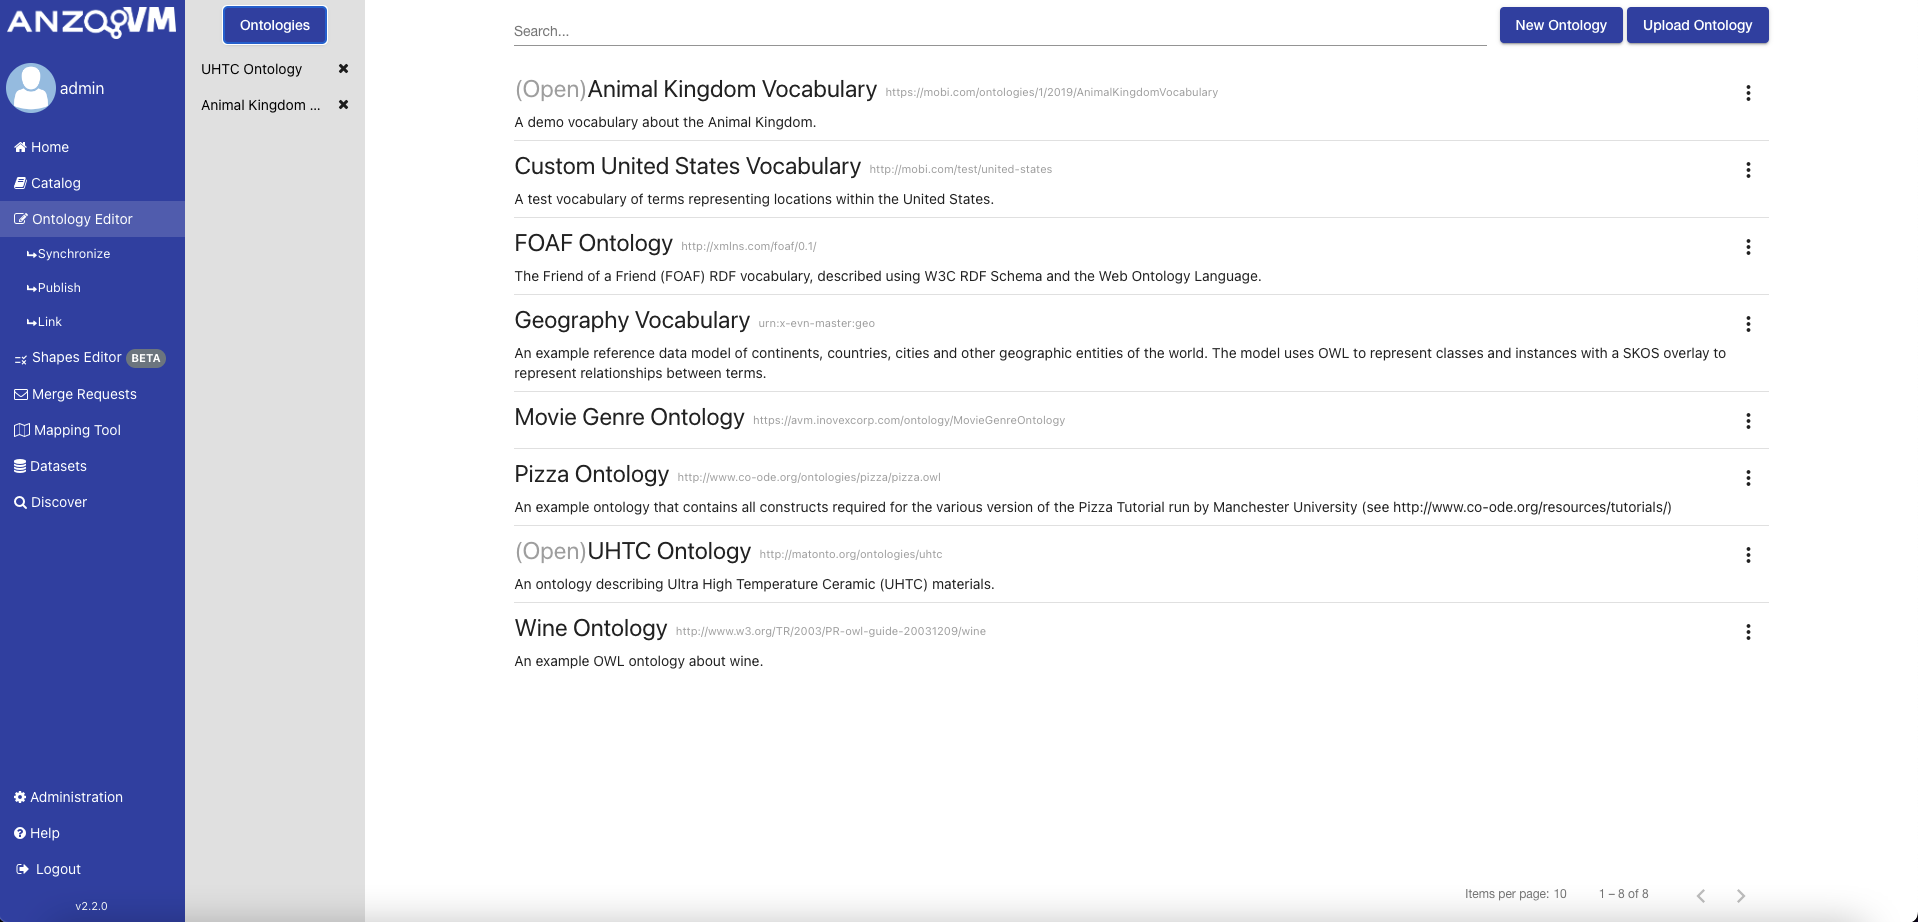 ANZOVM
admin
Home
Catalog
Ontology Editor
Synchronize
Publish
Link
Shapes Editor BETA
Merge Requests
Mapping Tool
Datasets
Discover
Administration
Help
Logout
v2.2.0
Ontologies
UHTC Ontology
Animal Kingdom ...
Search...
New Ontology
Upload Ontology
(Open)Animal Kingdom Vocabulary https://mobi.com/ontologies/1/2019/AnimalKingdomVocabulary
A demo vocabulary about the Animal Kingdom.
Custom United States Vocabulary http://mobi.com/test/united-states
A test vocabulary of terms representing locations within the United States.
FOAF Ontology http://xmlns.com/foaf/0.1/
The Friend of a Friend (FOAF) RDF vocabulary, described using W3C RDF Schema and the Web Ontology Language.
Geography Vocabulary urn:x-evn-master:geo
An example reference data model of continents, countries, cities and other geographic entities of the world. The model uses OWL to represent classes and instances with a SKOS overlay to
represent relationships between terms.
Movie Genre Ontology https://avm.inovexcorp.com/ontology/MovieGenreOntology
Pizza Ontology http://www.co-ode.org/ontologies/pizza/pizza.owl
An example ontology that contains all constructs required for the various version of the Pizza Tutorial run by Manchester University (see http://www.co-ode.org/resources/tutorials/)
(Open)UHTC Ontology http://matonto.org/ontologies/uhtc
An ontology describing Ultra High Temperature Ceramic (UHTC) materials.
Wine Ontology http://www.w3.org/TR/2003/PR-owl-guide-20031209/wine
An example OWL ontology about wine.
Items per page: 10 1 – 8 of 8